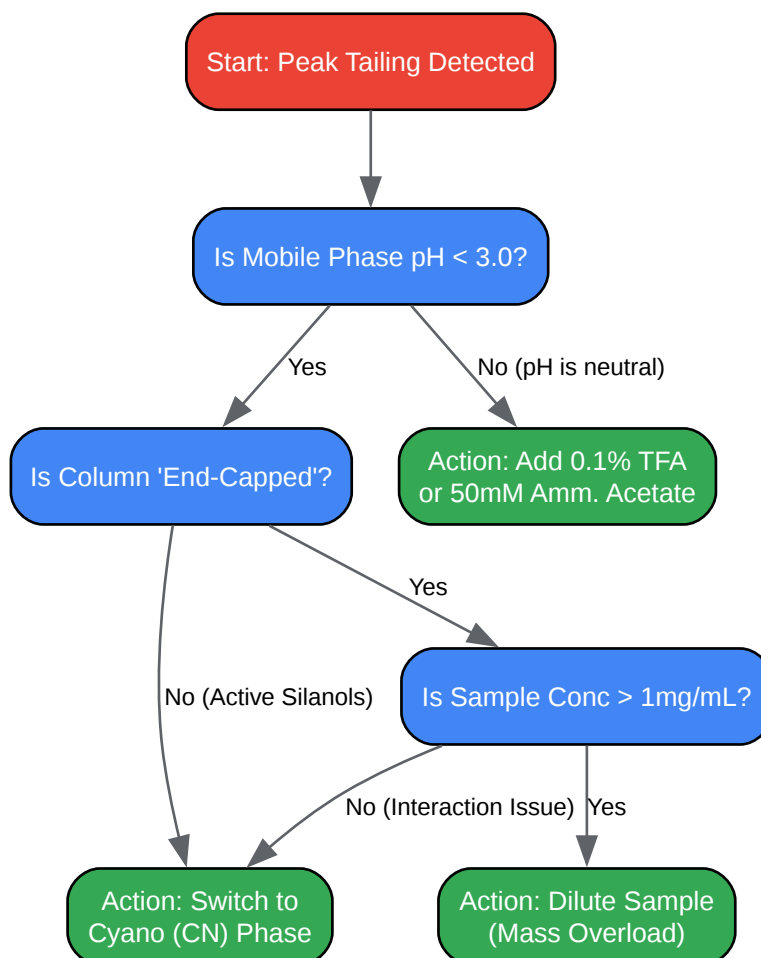 Start: Peak Tailing Detected
Is Mobile Phase pH < 3.0?
Yes
No (pH is neutral)
Is Column 'End-Capped'?
Action: Add 0.1% TFA
or 50mM Amm. Acetate
Yes
No (Active Silanols)
Is Sample Conc > 1mg/mL?
No (Interaction Issue)
Yes
Action: Switch to
Cyano (CN) Phase
Action: Dilute Sample
(Mass Overload)